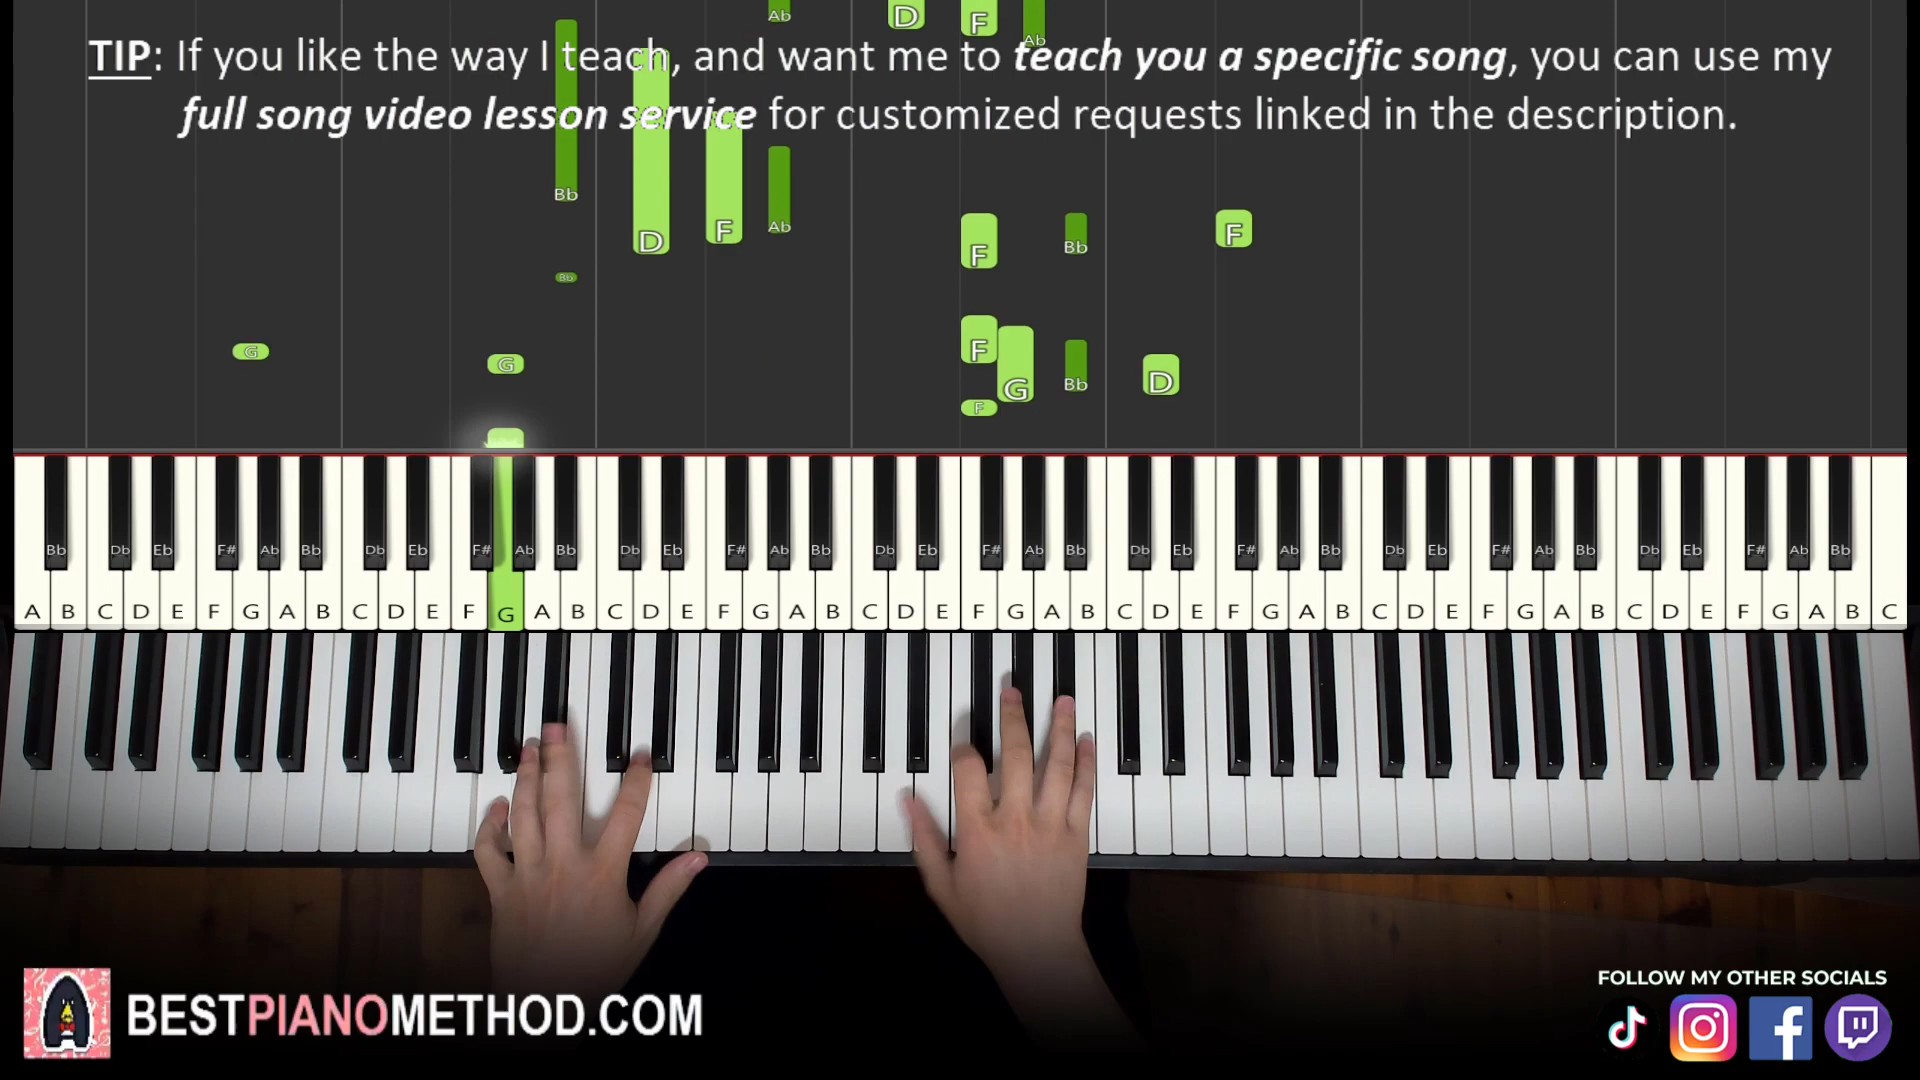 Ab D F Ab
TIP: If you like the way I teach, and want me to teach you a specific song, you can use my
full song video lesson service for customized requests linked in the description.
Bb D F Ab F Bb F
Bb
G G F G Bb D
F
Bb Db Eb F# Ab Bb Db Eb F# Ab Bb Db Eb F# Ab Bb Db Eb F# Ab Bb Db Eb F# Ab Bb Db Eb F# Ab Bb Db Eb F# Ab Bb
A B C D E F G A B C D E F G A B C D E F G A B C D E F G A B C D E F G A B C D E F G A B C D E F G A B C
FOLLOW MY OTHER SOCIALS
BESTPIANOMETHOD.COM